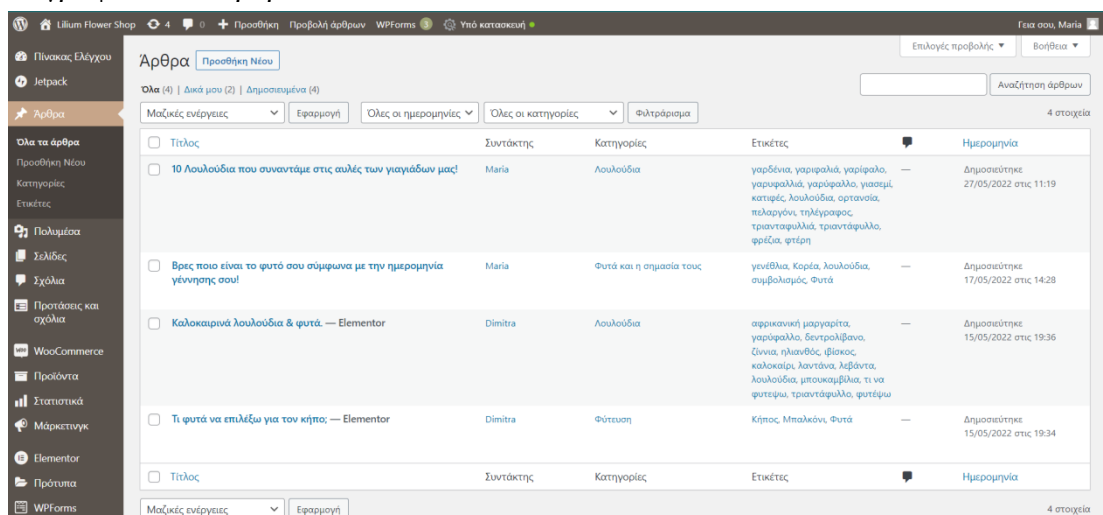 Lilium Flower Shop 4 0 Προσθήκη Προβολή άρθρων WPForms 3 Υπό κατασκευή Γεια σου, Maria
Πίνακας Ελέγχου
Jetpack
Άρθρα
Όλα τα άρθρα
Προσθήκη Νέου
Κατηγορίες
Ετικέτες
Πολυμέσα
Σελίδες
Σχόλια
Προτάσεις και
σχόλια
WooCommerce
Προϊόντα
Στατιστικά
Μάρκετινγκ
Elementor
Πρότυπα
WPForms
Επιλογές προβολής ▼ Βοήθεια ▼
Άρθρα Προσθήκη Νέου
Όλα (4) | Δικά μου (2) | Δημοσιευμένα (4)
Αναζήτηση άρθρων
Μαζικές ενέργειες Εφαρμογή Όλες οι ημερομηνίες Όλες οι κατηγορίες Φιλτράρισμα 4 στοιχεία
Τίτλος Συντάκτης Κατηγορίες Ετικέτες Ημερομηνία
10 Λουλούδια που συναντάμε στις αυλές των γιαγιάδων μας! Maria Λουλούδια
γαρδένια, γαριφαλιά, γαρίφαλο,
γαρυφαλλιά, γαρύφαλλο, γιασεμί,
κατιφές, λουλούδια, ορτανσία,
πελαργόνι, τηλέγραφος,
τριανταφυλλιά, τριαντάφυλλο,
φρέζια, φτέρη
— Δημοσιεύτηκε
27/05/2022 στις 11:19
Βρες ποιο είναι το φυτό σου σύμφωνα με την ημερομηνία
γέννησης σου!
Maria Φυτά και η σημασία τους
γενέθλια, Κορέα, λουλούδια,
συμβολισμός, Φυτά
— Δημοσιεύτηκε
17/05/2022 στις 14:28
Καλοκαιρινά λουλούδια & φυτά. — Elementor Dimitra Λουλούδια
αφρικανική μαργαρίτα,
γαρύφαλλο, δεντρολίβανο,
ζίννια, ηλιανθός, ιβίσκος,
καλοκαίρι, λαντάνα, λεβάντα,
λουλούδια, μπουκαμβίλια, τι να
φυτεψω, τριαντάφυλλο, φυτέψω
— Δημοσιεύτηκε
15/05/2022 στις 19:36
Τι φυτά να επιλέξω για τον κήπο; — Elementor Dimitra Φύτευση Κήπος, Μπαλκόνι, Φυτά — Δημοσιεύτηκε
15/05/2022 στις 19:34
Τίτλος Συντάκτης Κατηγορίες Ετικέτες Ημερομηνία
Μαζικές ενέργειες Εφαρμογή 4 στοιχεία